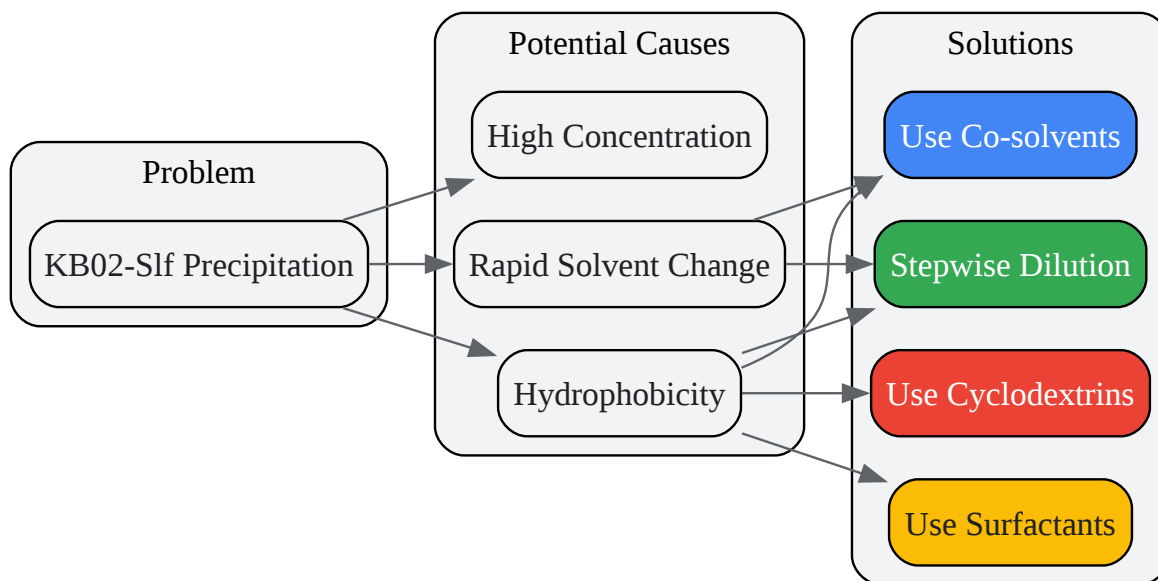 Problem
KB02-Slf Precipitation
Potential Causes
High Concentration
Rapid Solvent Change
Hydrophobicity
Solutions
Use Co-solvents
Stepwise Dilution
Use Cyclodextrins
Use Surfactants